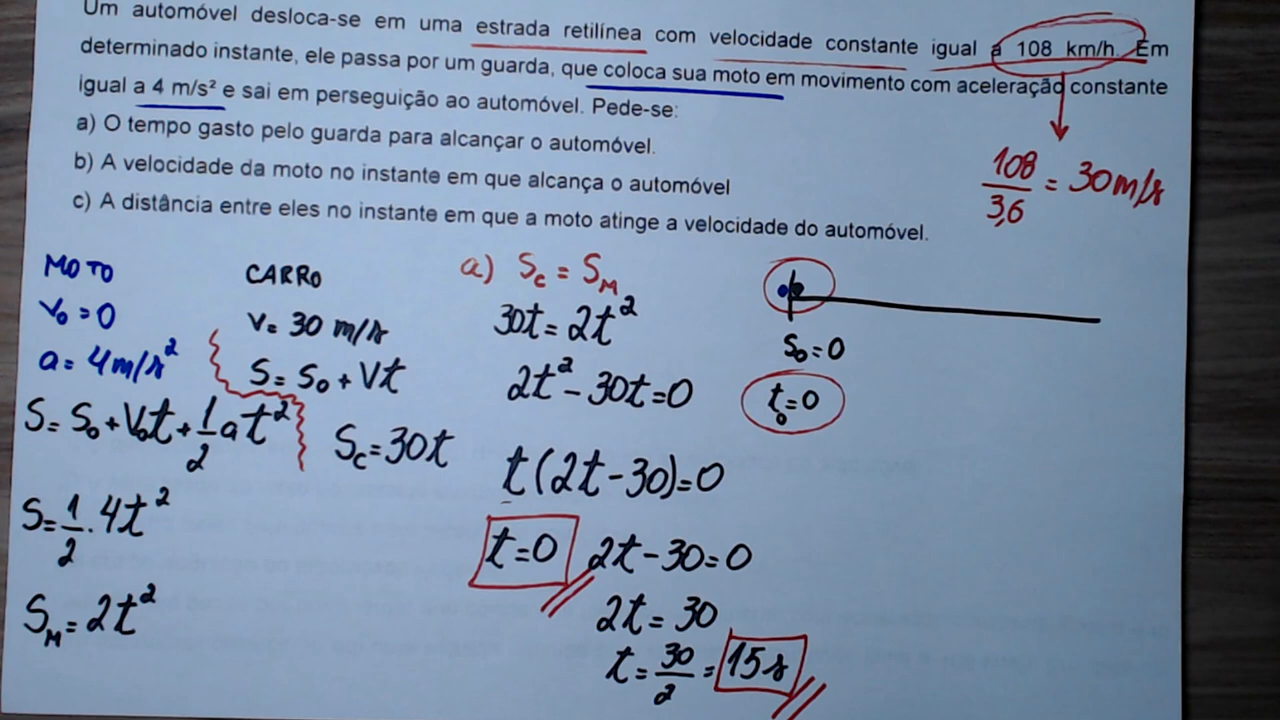 Um automóvel desloca-se em uma estrada retilínea com velocidade constante igual a 108 km/h. Em
determinado instante, ele passa por um guarda, que coloca sua moto em movimento com aceleração constante
igual a 4 m/s² e sai em perseguição ao automóvel. Pede-se:
a) O tempo gasto pelo guarda para alcançar o automóvel.
b) A velocidade da moto no instante em que alcança o automóvel
c) A distância entre eles no instante em que a moto atinge a velocidade do automóvel.
108/3,6 = 30m/s
MOTO
V₀ = 0
a = 4m/s²
S = S₀ + V₀t + 1/2 at²
S = 1/2 . 4t²
S_M = 2t²
CARRO
V = 30 m/s
S = S₀ + Vt
S_C = 30t
a) S_C = S_M
30t = 2t²
2t² - 30t = 0
t(2t - 30) = 0
t = 0 2t - 30 = 0
2t = 30
t = 30/2 = 15s
S₀ = 0
t₀ = 0